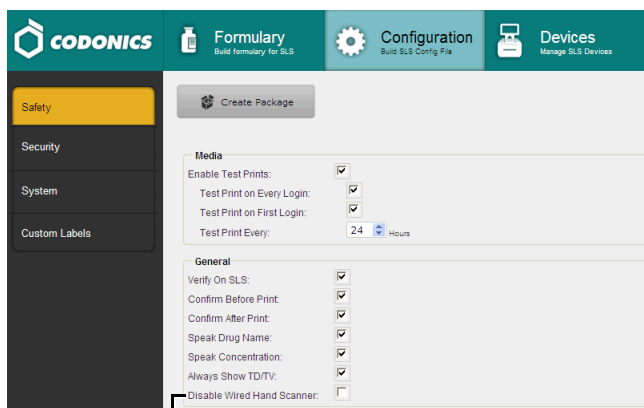 CODONICS
Formulary
Build formulary for SLS
Configuration
Build SLS Config File
Devices
Manage SLS Devices
Safety
Security
System
Custom Labels
Create Package
Media
Enable Test Prints:
Test Print on Every Login:
Test Print on First Login:
Test Print Every: 24 Hours
General
Verify On SLS:
Confirm Before Print:
Confirm After Print:
Speak Drug Name:
Speak Concentration:
Always Show TD/TV:
Disable Wired Hand Scanner: